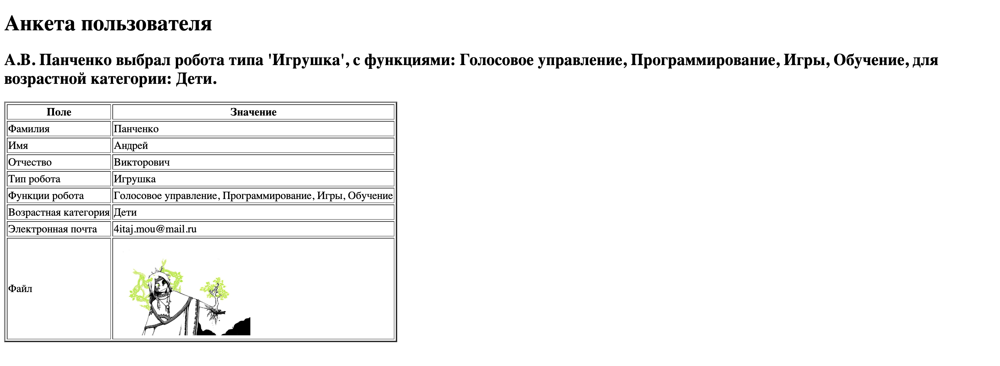 Анкета пользователя
А.В. Панченко выбрал робота типа 'Игрушка', с функциями: Голосовое управление, Программирование, Игры, Обучение, для
возрастной категории: Дети.
Поле Значение
Фамилия Панченко
Имя Андрей
Отчество Викторович
Тип робота Игрушка
Функции робота Голосовое управление, Программирование, Игры, Обучение
Возрастная категория Дети
Электронная почта 4itaj.mou@mail.ru
Файл